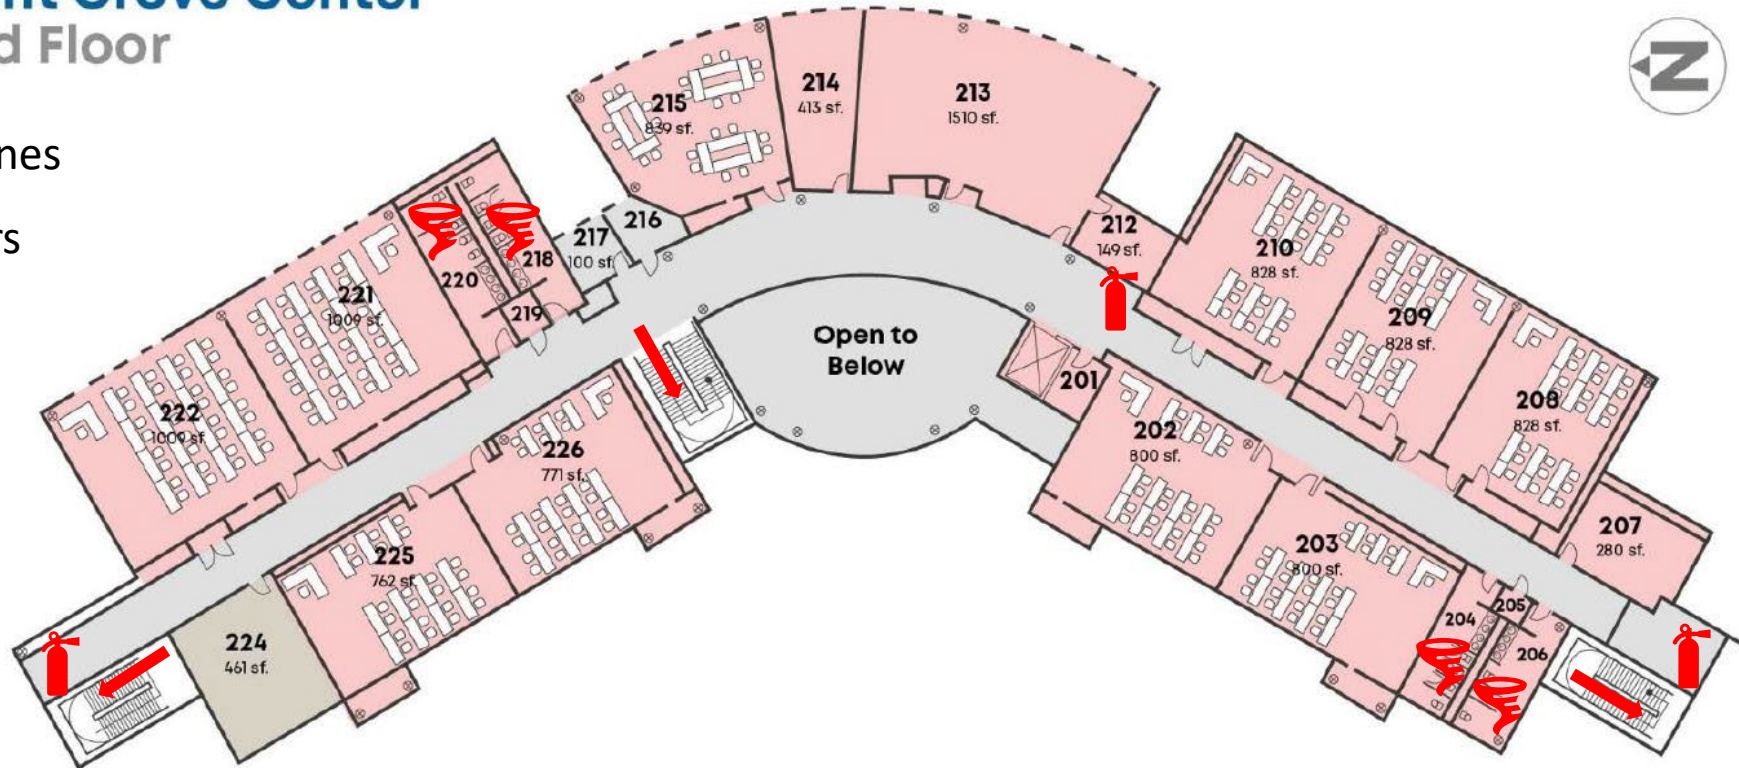 d Floor
nes
rs
N
215
839 sf.
214
413 sf.
213
1510 sf.
216
217
100 sf.
218
220
219
221
1009 sf.
222
1009 sf.
212
149 sf.
210
828 sf.
209
828 sf.
208
828 sf.
207
280 sf.
Open to
Below
201
202
800 sf.
203
800 sf.
204
205
206
226
771 sf.
225
762 sf.
224
461 sf.